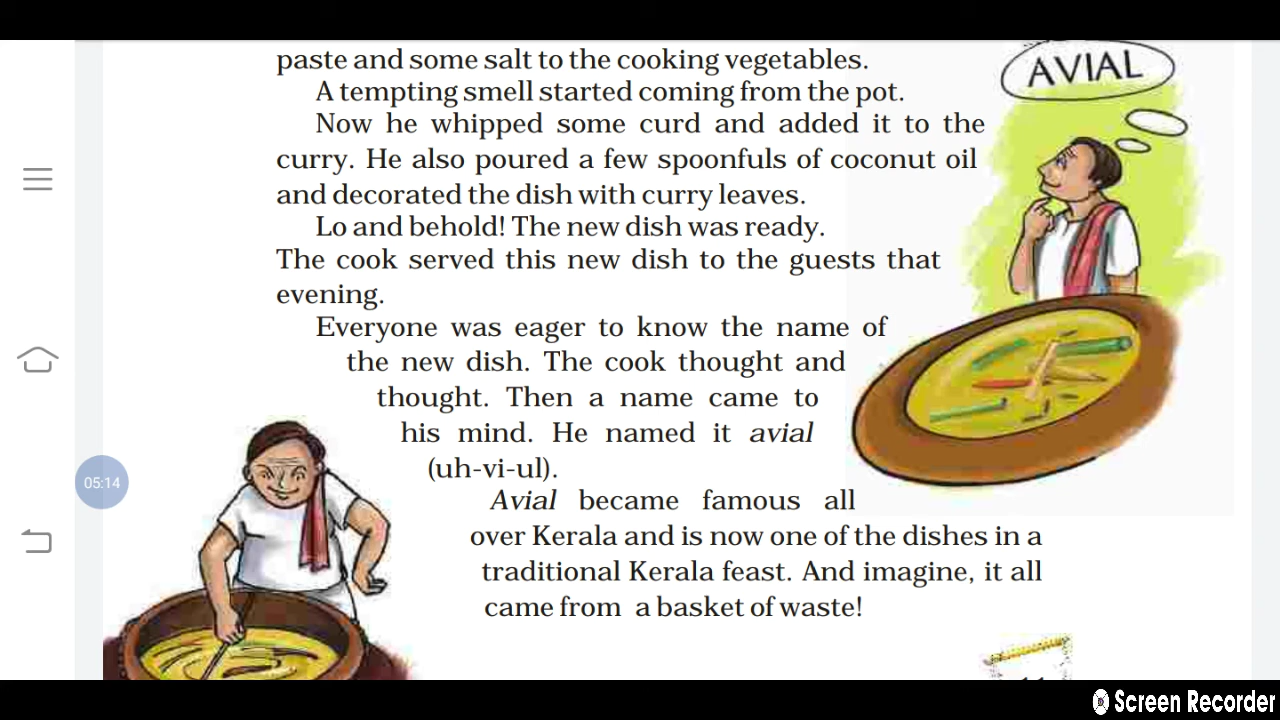 paste and some salt to the cooking vegetables.
A tempting smell started coming from the pot.
Now he whipped some curd and added it to the
curry. He also poured a few spoonfuls of coconut oil
and decorated the dish with curry leaves.
Lo and behold! The new dish was ready.
The cook served this new dish to the guests that
evening.
Everyone was eager to know the name of
the new dish. The cook thought and
thought. Then a name came to
his mind. He named it avial
(uh-vi-ul).
Avial became famous all
over Kerala and is now one of the dishes in a
traditional Kerala feast. And imagine, it all
came from a basket of waste!
AVIAL
05:14
Screen Recorder